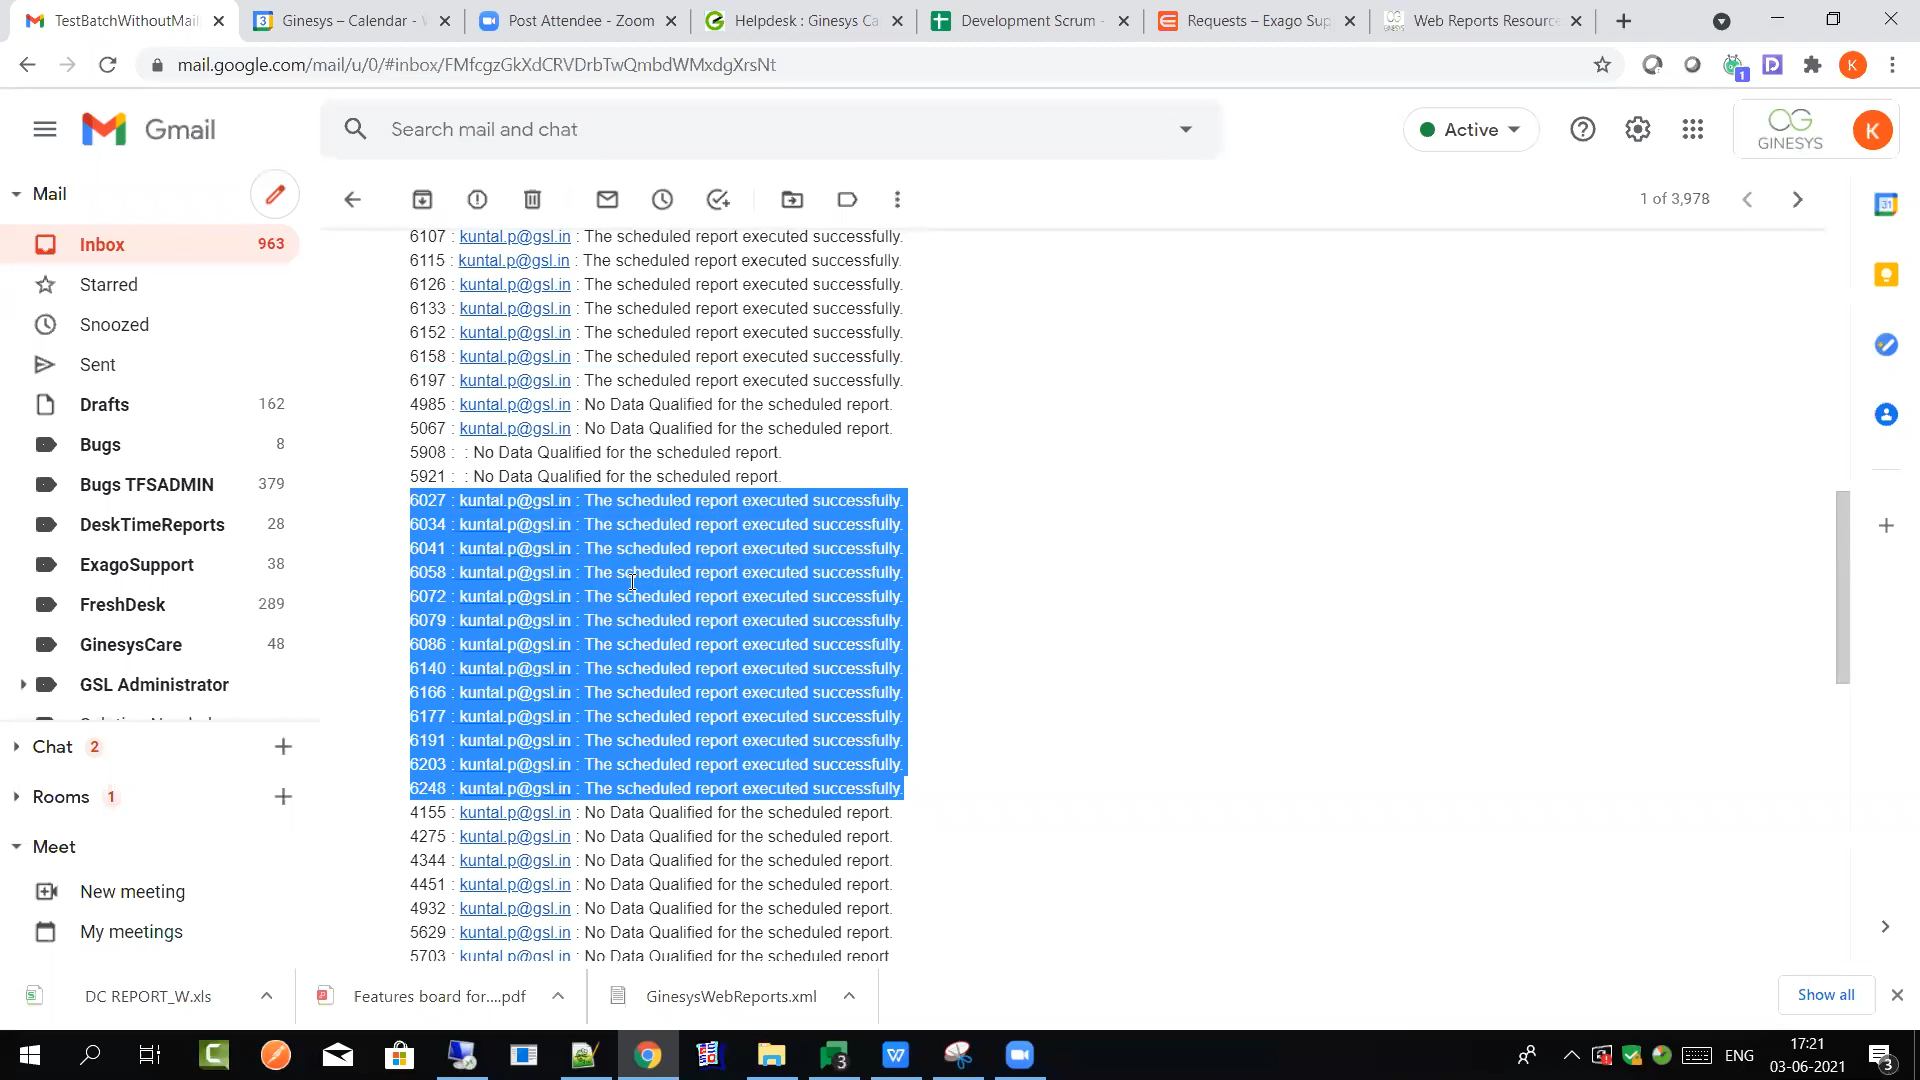 TestBatchWithoutMail
Ginesys – Calendar -
Post Attendee - Zoom
Helpdesk : Ginesys Ca
Development Scrum -
Requests – Exago Sup
Web Reports Resource
mail.google.com/mail/u/0/#inbox/FMfcgzGkXdCRVDrbTwQmbdWMxdgXrsNt
1
K
Gmail
Search mail and chat
Active
GINESYS
K
Mail
1 of 3,978
Inbox 963
Starred
Snoozed
Sent
Drafts 162
Bugs 8
Bugs TFSADMIN 379
DeskTimeReports 28
ExagoSupport 38
FreshDesk 289
GinesysCare 48
GSL Administrator
Chat 2
Rooms 1
Meet
New meeting
My meetings
6107 : kuntal.p@gsl.in : The scheduled report executed successfully.
6115 : kuntal.p@gsl.in : The scheduled report executed successfully.
6126 : kuntal.p@gsl.in : The scheduled report executed successfully.
6133 : kuntal.p@gsl.in : The scheduled report executed successfully.
6152 : kuntal.p@gsl.in : The scheduled report executed successfully.
6158 : kuntal.p@gsl.in : The scheduled report executed successfully.
6197 : kuntal.p@gsl.in : The scheduled report executed successfully.
4985 : kuntal.p@gsl.in : No Data Qualified for the scheduled report.
5067 : kuntal.p@gsl.in : No Data Qualified for the scheduled report.
5908 : : No Data Qualified for the scheduled report.
5921 : : No Data Qualified for the scheduled report.
6027 : kuntal.p@gsl.in : The scheduled report executed successfully.
6034 : kuntal.p@gsl.in : The scheduled report executed successfully.
6041 : kuntal.p@gsl.in : The scheduled report executed successfully.
6058 : kuntal.p@gsl.in : The scheduled report executed successfully.
6072 : kuntal.p@gsl.in : The scheduled report executed successfully.
6079 : kuntal.p@gsl.in : The scheduled report executed successfully.
6086 : kuntal.p@gsl.in : The scheduled report executed successfully.
6140 : kuntal.p@gsl.in : The scheduled report executed successfully.
6166 : kuntal.p@gsl.in : The scheduled report executed successfully.
6177 : kuntal.p@gsl.in : The scheduled report executed successfully.
6191 : kuntal.p@gsl.in : The scheduled report executed successfully.
6203 : kuntal.p@gsl.in : The scheduled report executed successfully.
6248 : kuntal.p@gsl.in : The scheduled report executed successfully.
4155 : kuntal.p@gsl.in : No Data Qualified for the scheduled report.
4275 : kuntal.p@gsl.in : No Data Qualified for the scheduled report.
4344 : kuntal.p@gsl.in : No Data Qualified for the scheduled report.
4451 : kuntal.p@gsl.in : No Data Qualified for the scheduled report.
4932 : kuntal.p@gsl.in : No Data Qualified for the scheduled report.
5629 : kuntal.p@gsl.in : No Data Qualified for the scheduled report.
5703 : kuntal.p@gsl.in : No Data Qualified for the scheduled report
DC REPORT_W.xls
Features board for....pdf
GinesysWebReports.xml
Show all
3
ENG
17:21
03-06-2021
3